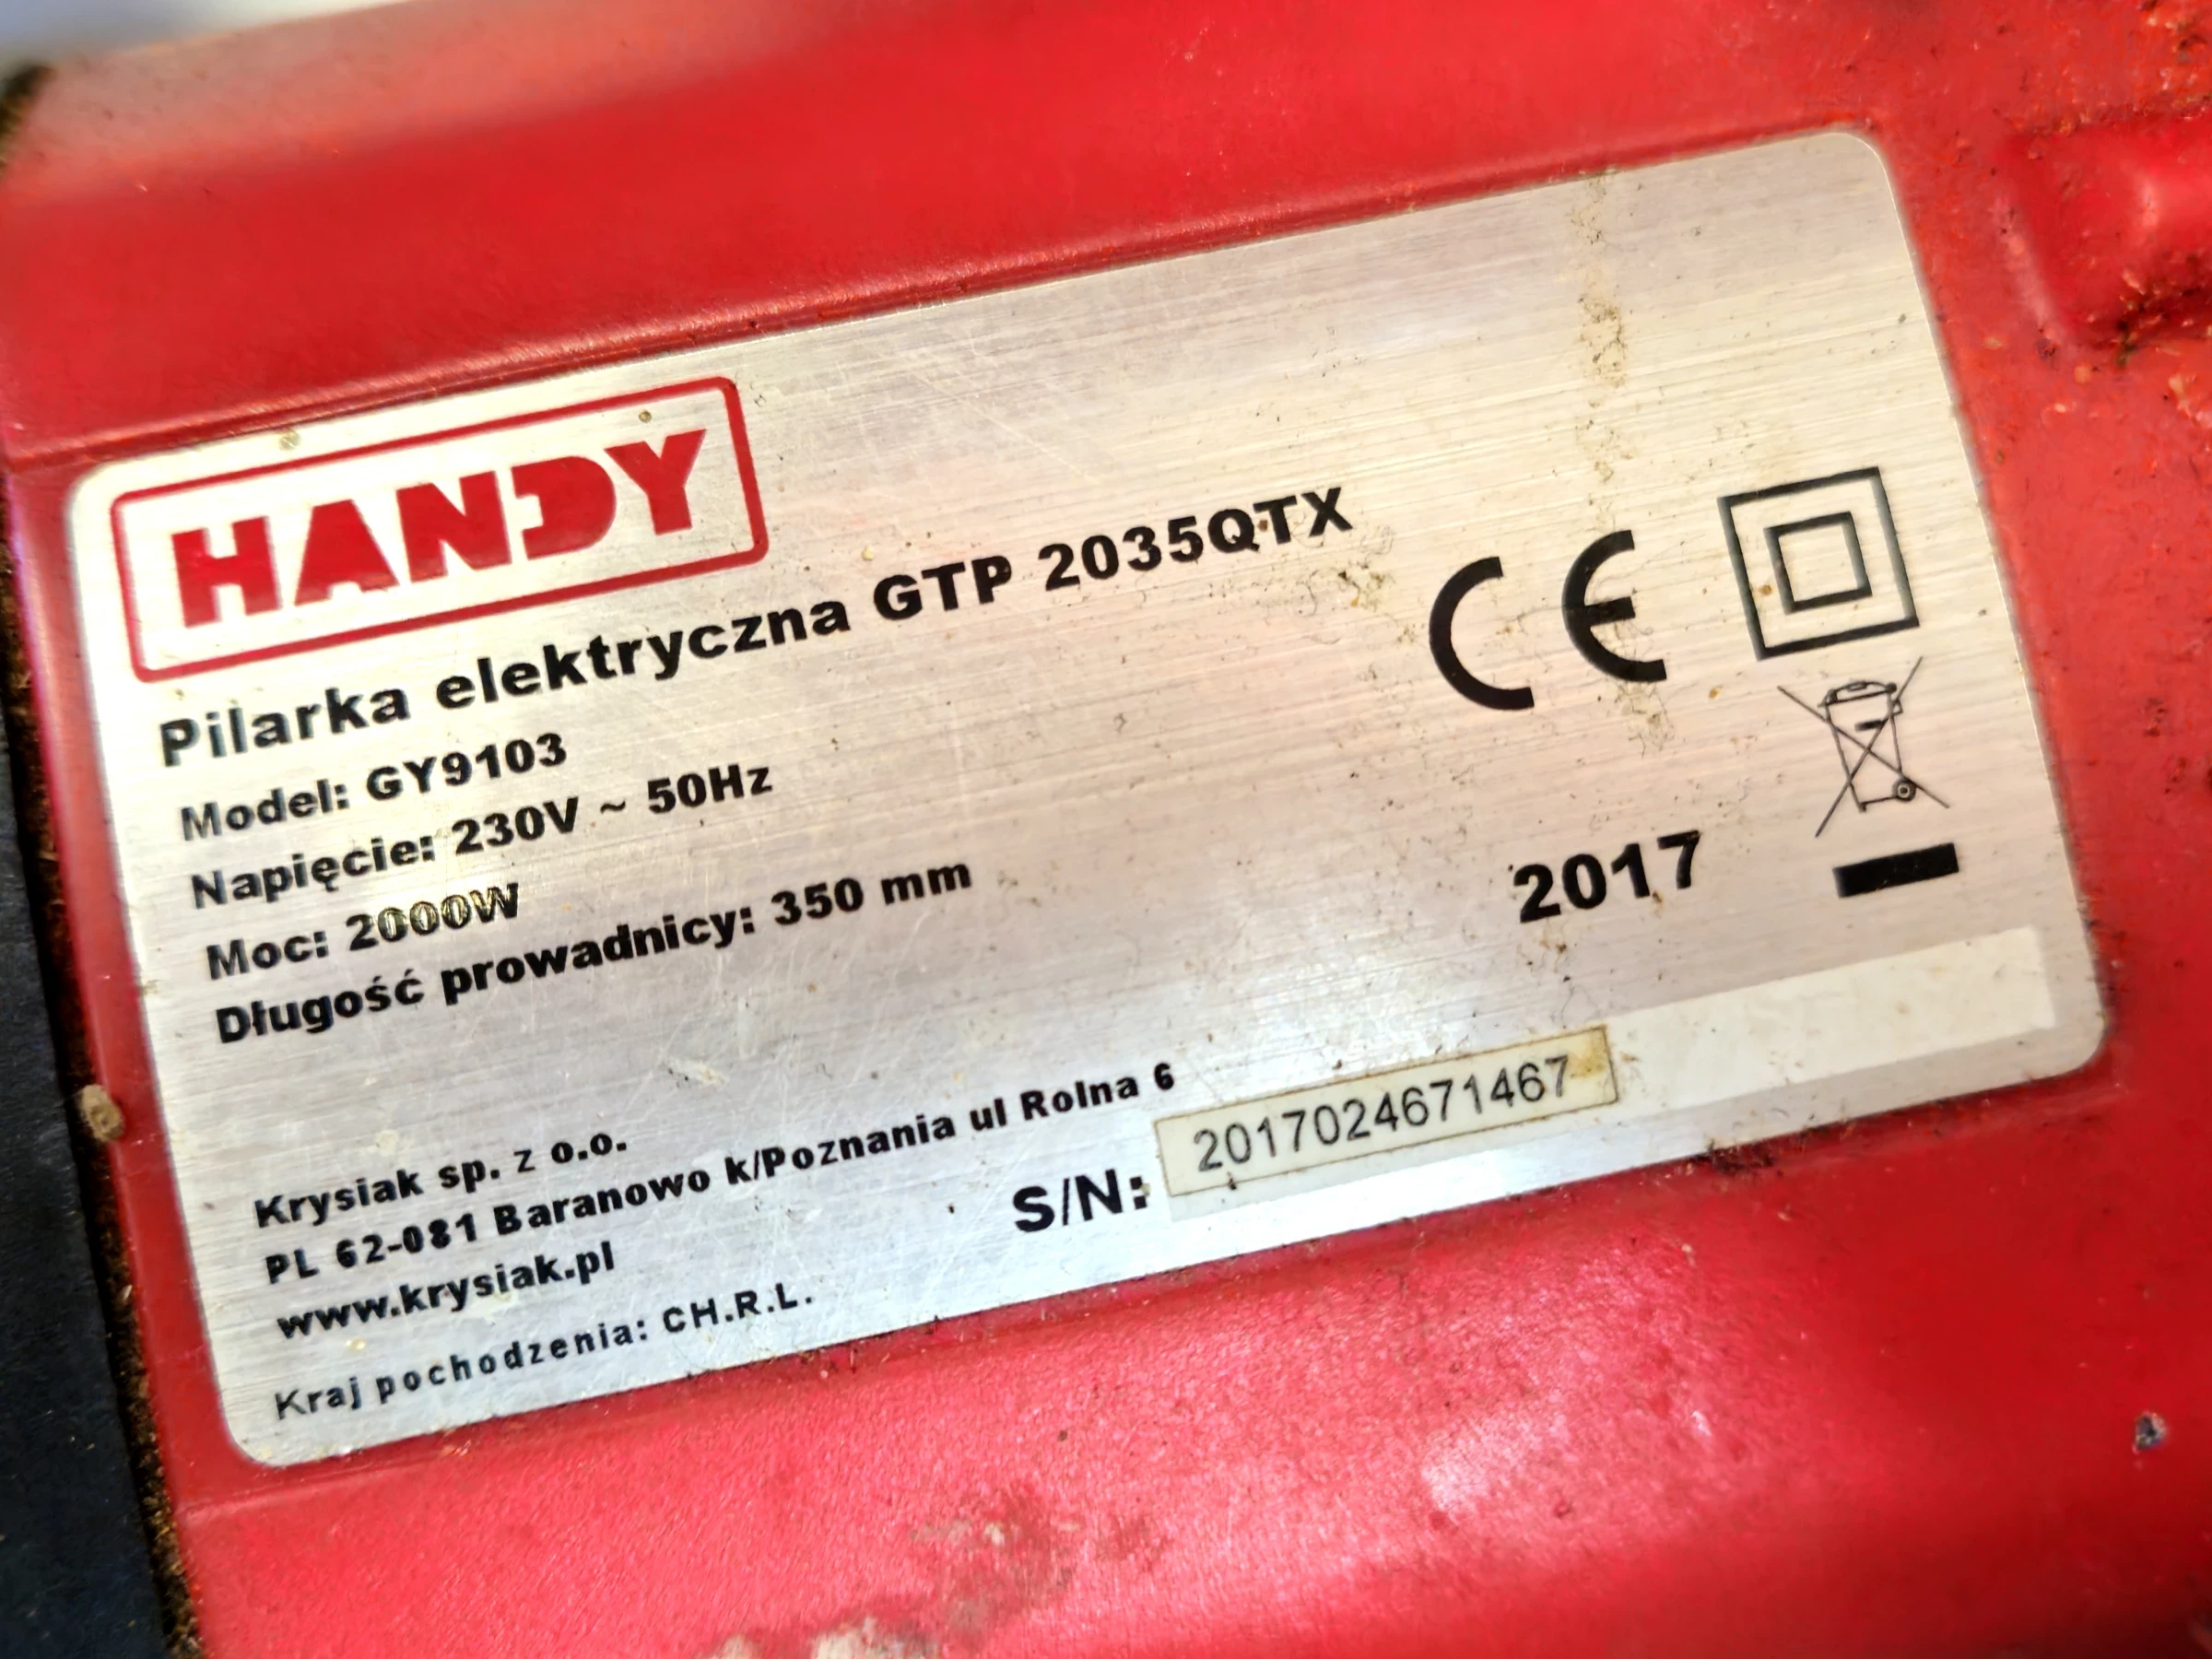 HANDY
Pilarka elektryczna GTP 2035QTX
Model: GY9103
Napięcie: 230V ~ 50Hz
Moc: 2000W
Długość prowadnicy: 350 mm
CE
2017
Krysiak sp. z o.o.
PL 62-081 Baranowo k/Poznania ul Rolna 6
www.krysiak.pl
S/N: 2017024671467
Kraj pochodzenia: CH.R.L.